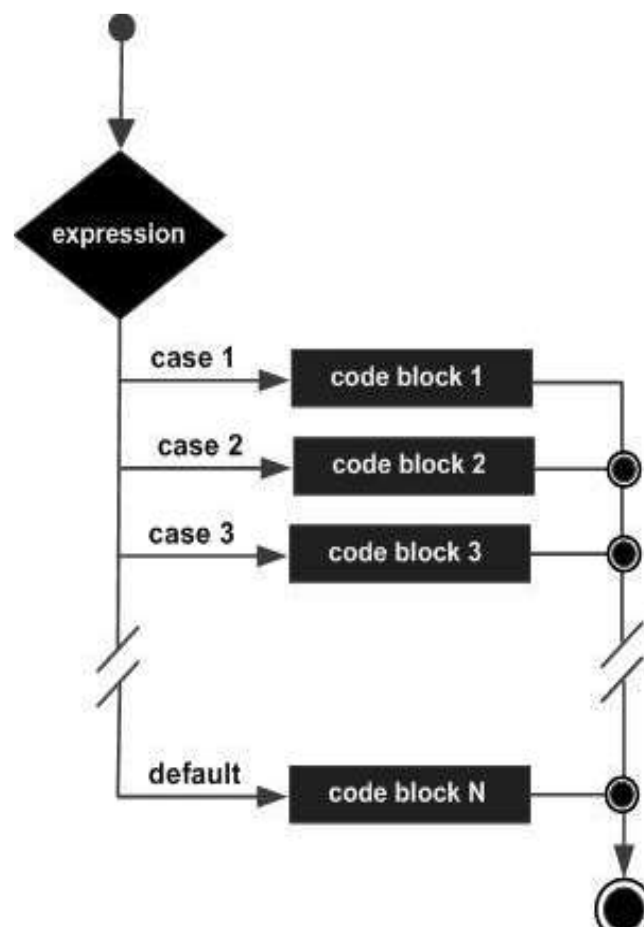 expression
case 1
code block 1
case 2
code block 2
case 3
code block 3
default
code block N